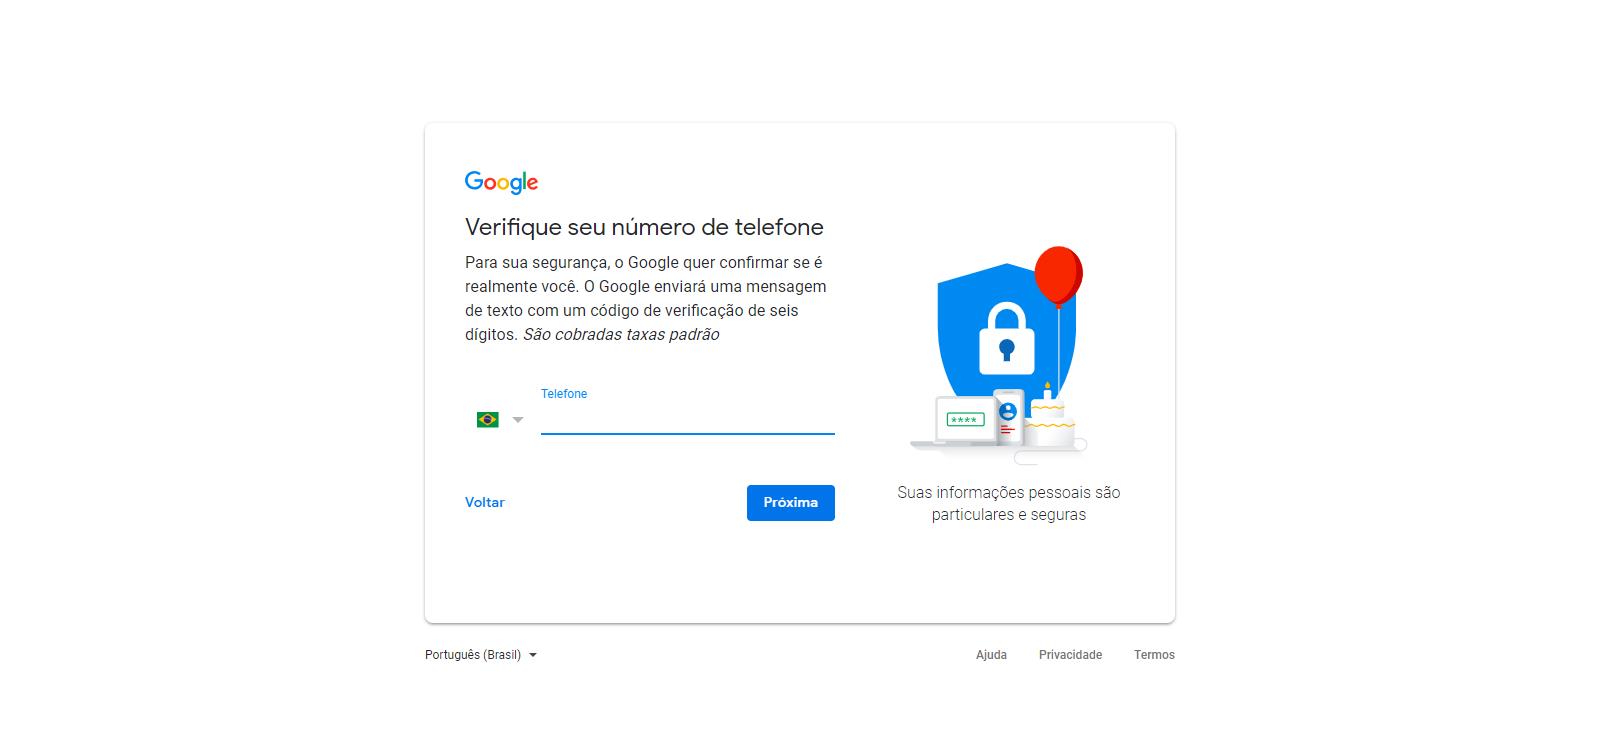 Google
Verifique seu número de telefone
Para sua segurança, o Google quer confirmar se é
realmente você. O Google enviará uma mensagem
de texto com um código de verificação de seis
dígitos. São cobradas taxas padrão
Telefone
Voltar
Próxima
****
Suas informações pessoais são
particulares e seguras
Português (Brasil)
Ajuda
Privacidade
Termos